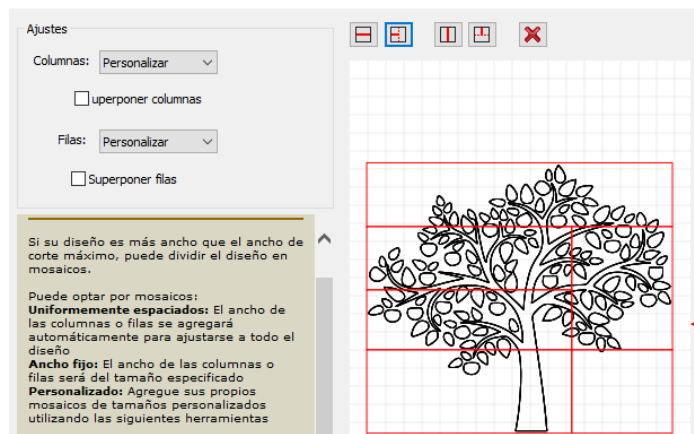 Ajustes
Columnas: Personalizar
uperponer columnas
Filas: Personalizar
Superponer filas
Si su diseño es más ancho que el ancho de
corte máximo, puede dividir el diseño en
mosaicos.
Puede optar por mosaicos:
Uniformemente espaciados: El ancho de
las columnas o filas se agregará
automáticamente para ajustarse a todo el
diseño
Ancho fijo: El ancho de las columnas o
filas será del tamaño especificado
Personalizado: Agregue sus propios
mosaicos de tamaños personalizados
utilizando las siguientes herramientas